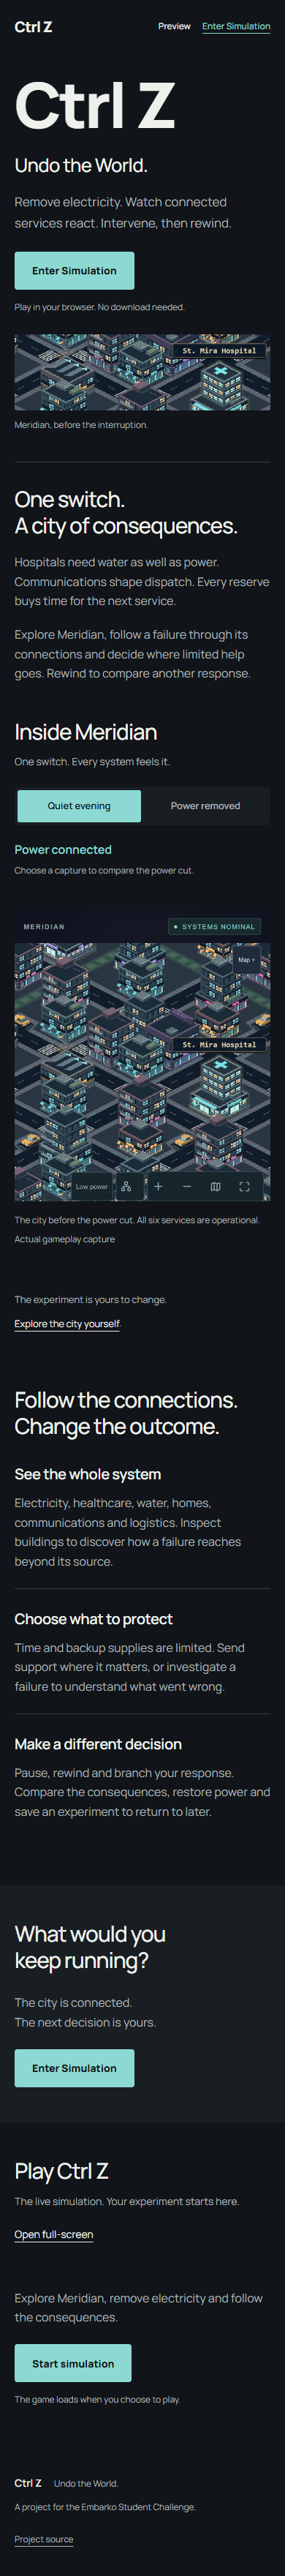 Ctrl Z
Preview
Enter Simulation
Ctrl Z
Undo the World.
Remove electricity. Watch connected
services react. Intervene, then rewind.
Enter Simulation
Play in your browser. No download needed.
St. Mira Hospital
Meridian, before the interruption.
One switch.
A city of consequences.
Hospitals need water as well as power.
Communications shape dispatch. Every reserve
buys time for the next service.
Explore Meridian, follow a failure through its
connections and decide where limited help
goes. Rewind to compare another response.
Inside Meridian
One switch. Every system feels it.
Quiet evening
Power removed
Power connected
Choose a capture to compare the power cut.
MERIDIAN
SYSTEMS NOMINAL
Map +
St. Mira Hospital
Low power
The city before the power cut. All six services are operational.
Actual gameplay capture
The experiment is yours to change.
Explore the city yourself.
Follow the connections.
Change the outcome.
See the whole system
Electricity, healthcare, water, homes,
communications and logistics. Inspect
buildings to discover how a failure reaches
beyond its source.
Choose what to protect
Time and backup supplies are limited. Send
support where it matters, or investigate a
failure to understand what went wrong.
Make a different decision
Pause, rewind and branch your response.
Compare the consequences, restore power and
save an experiment to return to later.
What would you
keep running?
The city is connected.
The next decision is yours.
Enter Simulation
Play Ctrl Z
The live simulation. Your experiment starts here.
Open full-screen
Explore Meridian, remove electricity and follow
the consequences.
Start simulation
The game loads when you choose to play.
Ctrl Z
Undo the World.
A project for the Embarko Student Challenge.
Project source